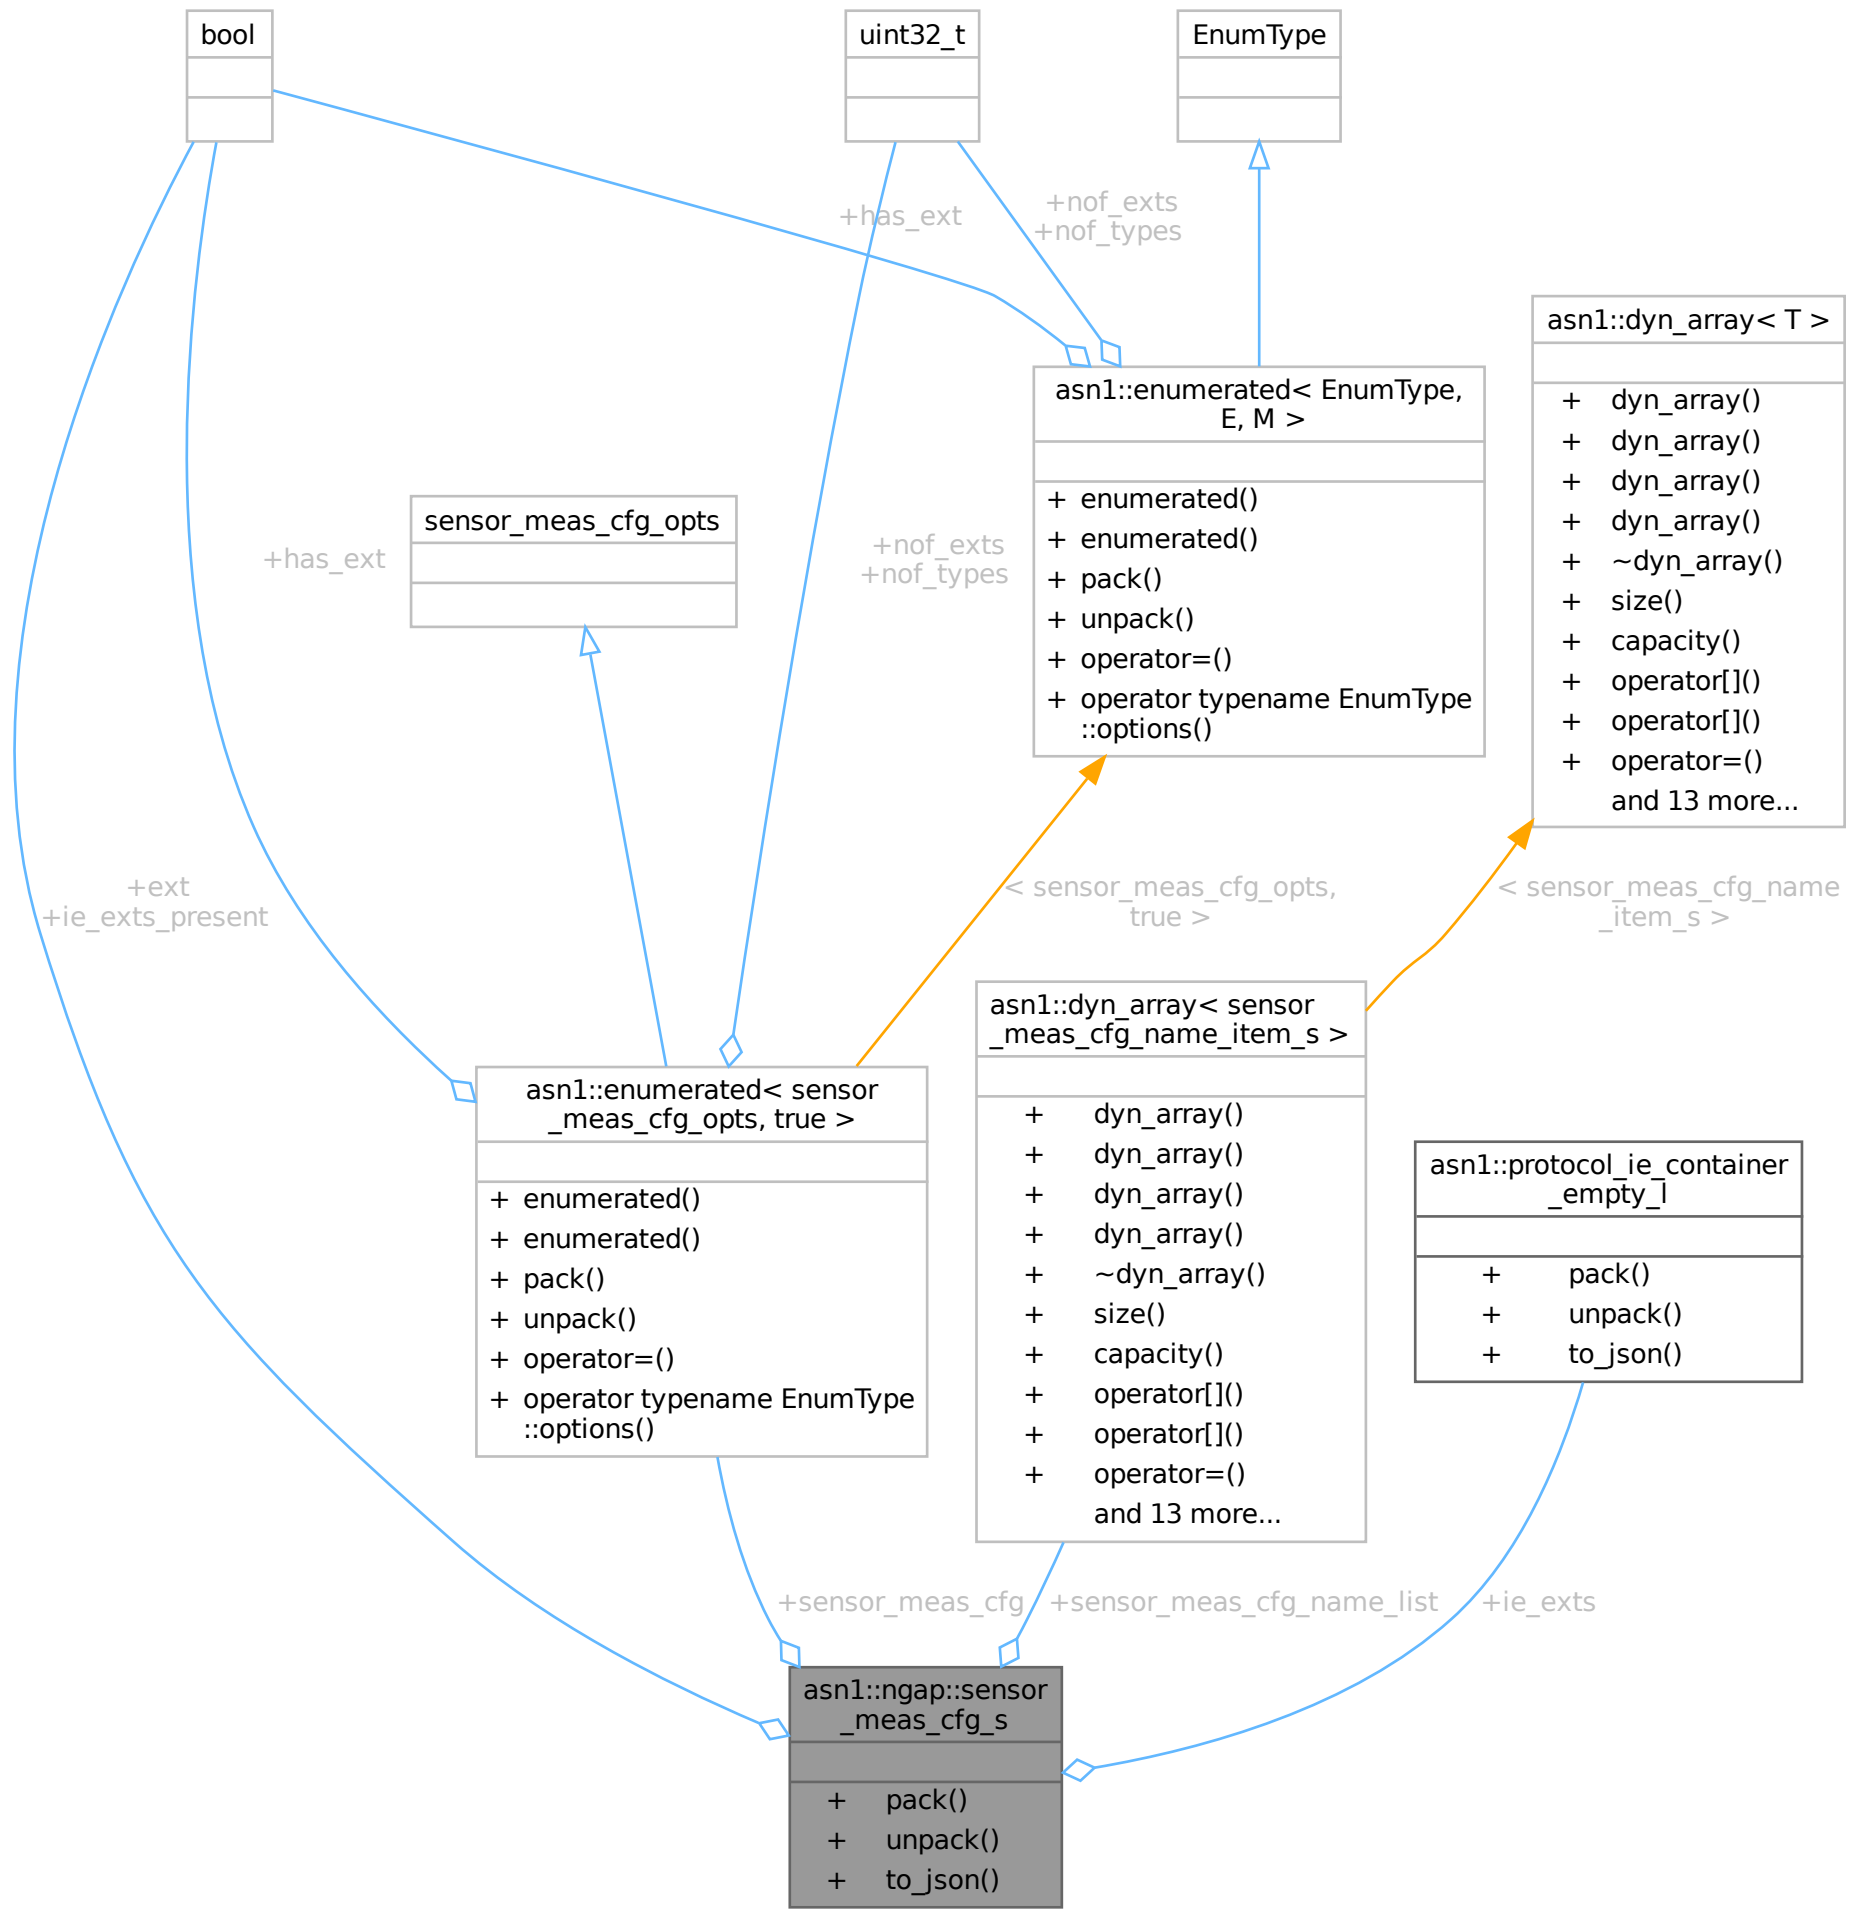 bool
uint32_t
EnumType
+has_ext
+nof_exts
+nof_types
asn1::dyn_array< T >
+ dyn_array()
+ dyn_array()
+ dyn_array()
+ dyn_array()
+ ~dyn_array()
+ size()
+ capacity()
+ operator[]()
+ operator[]()
+ operator=()
and 13 more...
asn1::enumerated< EnumType,
E, M >
+ enumerated()
+ enumerated()
+ pack()
+ unpack()
+ operator=()
+ operator typename EnumType
::options()
sensor_meas_cfg_opts
+has_ext
+nof_exts
+nof_types
+ext
+ie_exts_present
< sensor_meas_cfg_opts,
true >
< sensor_meas_cfg_name
_item_s >
asn1::enumerated< sensor
_meas_cfg_opts, true >
+ enumerated()
+ enumerated()
+ pack()
+ unpack()
+ operator=()
+ operator typename EnumType
::options()
asn1::dyn_array< sensor
_meas_cfg_name_item_s >
+ dyn_array()
+ dyn_array()
+ dyn_array()
+ dyn_array()
+ ~dyn_array()
+ size()
+ capacity()
+ operator[]()
+ operator[]()
+ operator=()
and 13 more...
asn1::protocol_ie_container
_empty_l
+ pack()
+ unpack()
+ to_json()
+sensor_meas_cfg
+sensor_meas_cfg_name_list
+ie_exts
asn1::ngap::sensor
_meas_cfg_s
+ pack()
+ unpack()
+ to_json()